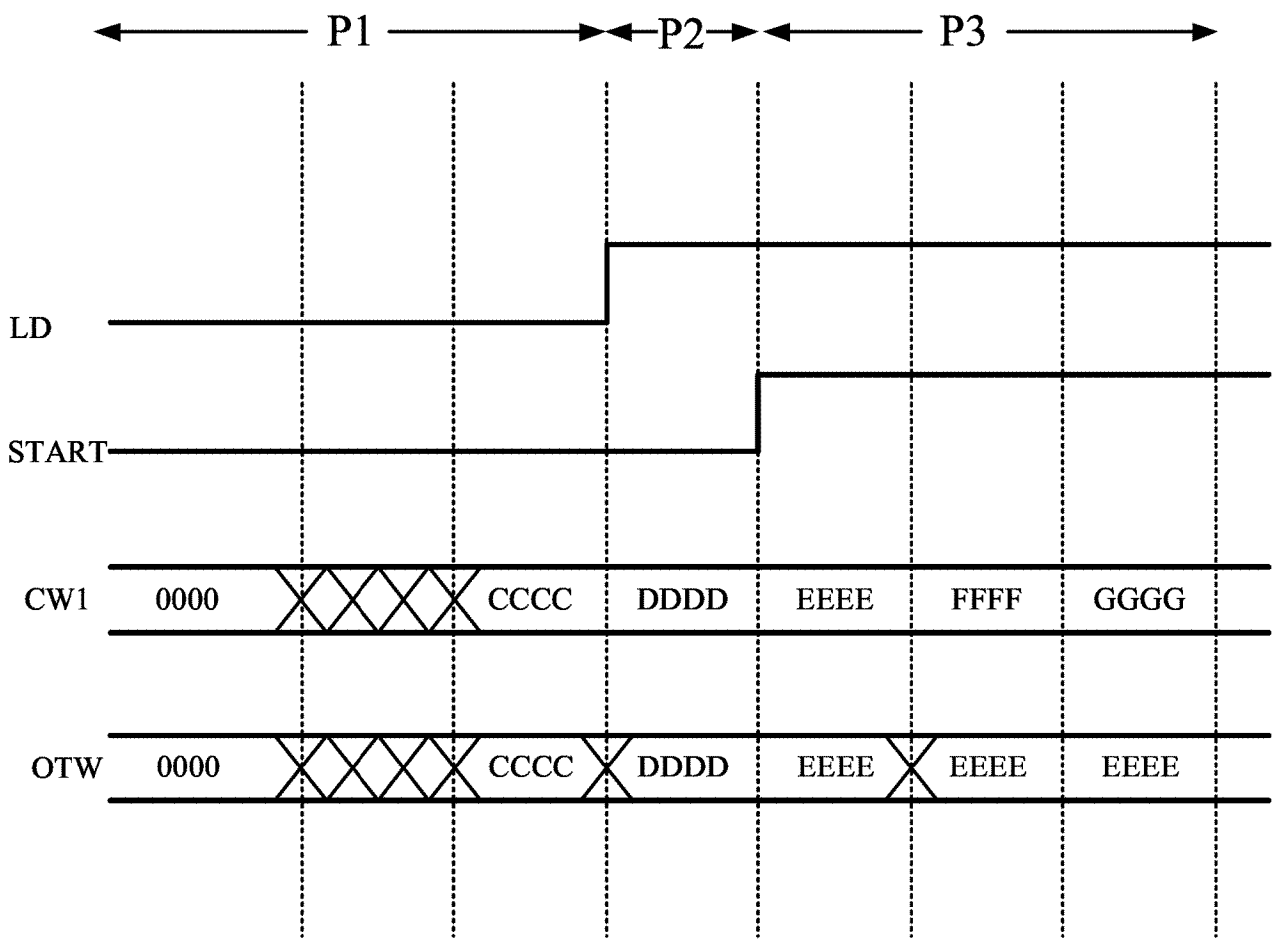 P1 P2 P3
LD
START
CW1 0000 CCCC DDDD EEEE FFFF GGGG
OTW 0000 CCCC DDDD EEEE EEEE EEEE